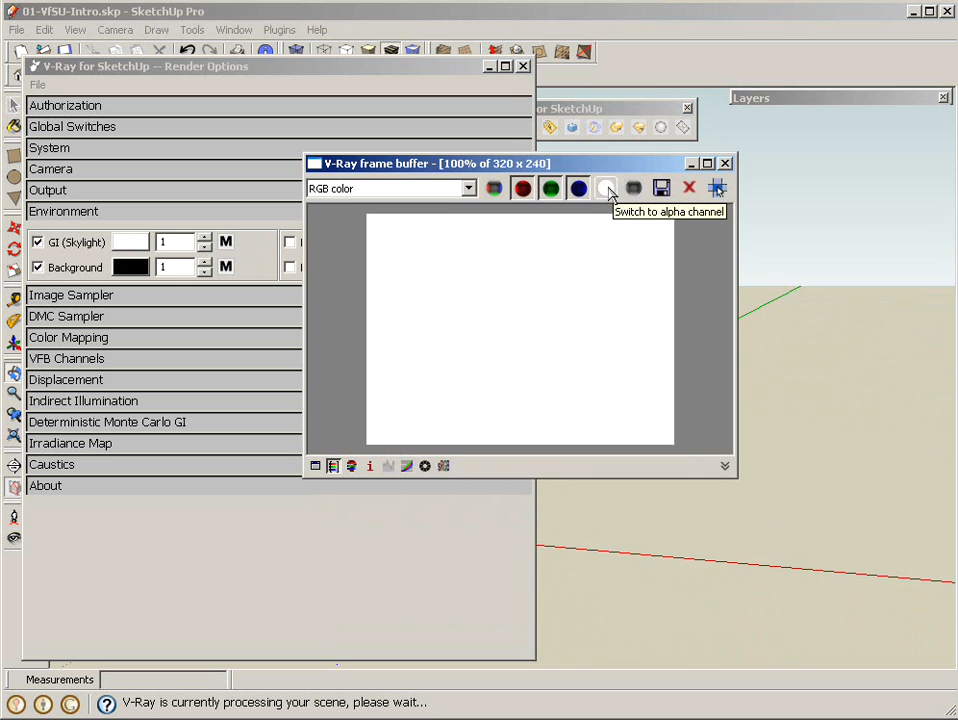 01-VfSU-Intro.skp - SketchUp Pro
File Edit View Camera Draw Tools Window Plugins Help
V-Ray for SketchUp -- Render Options
File
Authorization
Global Switches
System
Camera
Output
Environment
GI (Skylight) 1 M
Background 1 M
Image Sampler
DMC Sampler
Color Mapping
VFB Channels
Displacement
Indirect Illumination
Deterministic Monte Carlo GI
Irradiance Map
Caustics
About
or SketchUp
Layers
V-Ray frame buffer - [100% of 320 x 240]
RGB color
Switch to alpha channel
Measurements
V-Ray is currently processing your scene, please wait...